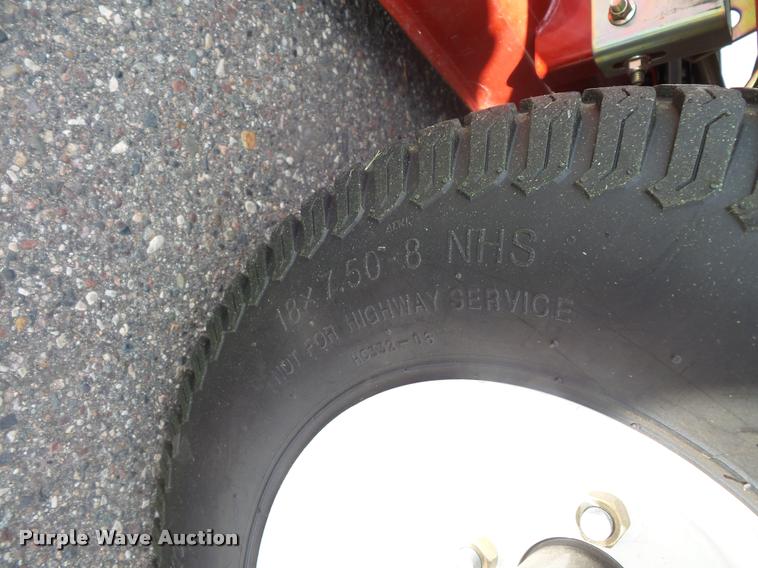 18x7.50-8 NHS
NOT FOR HIGHWAY SERVICE
Purple Wave Auction